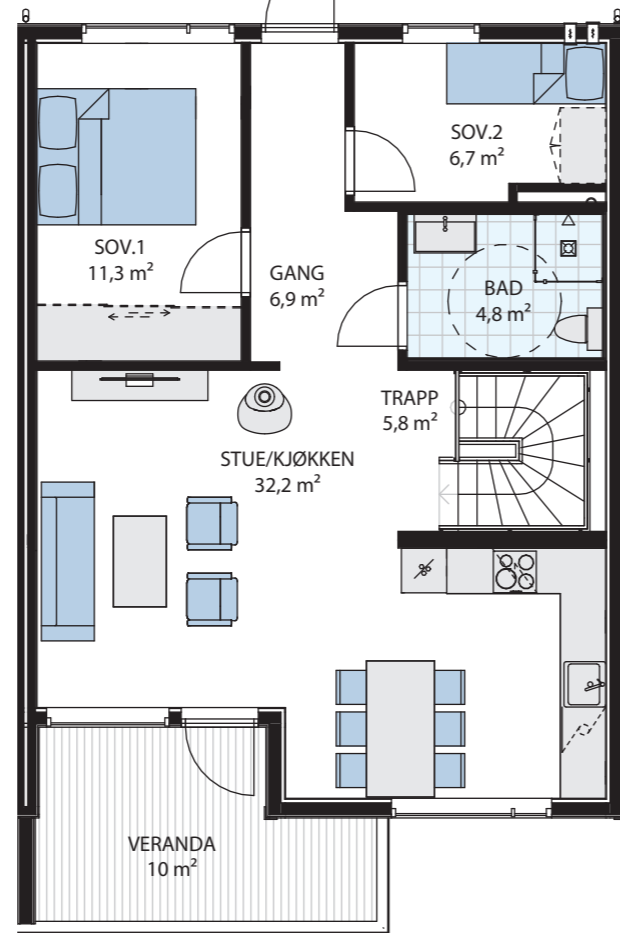 SOV.2
6,7 m²
SOV.1
11,3 m²
GANG
6,9 m²
BAD
4,8 m²
TRAPP
5,8 m²
STUE/KJØKKEN
32,2 m²
VERANDA
10 m²